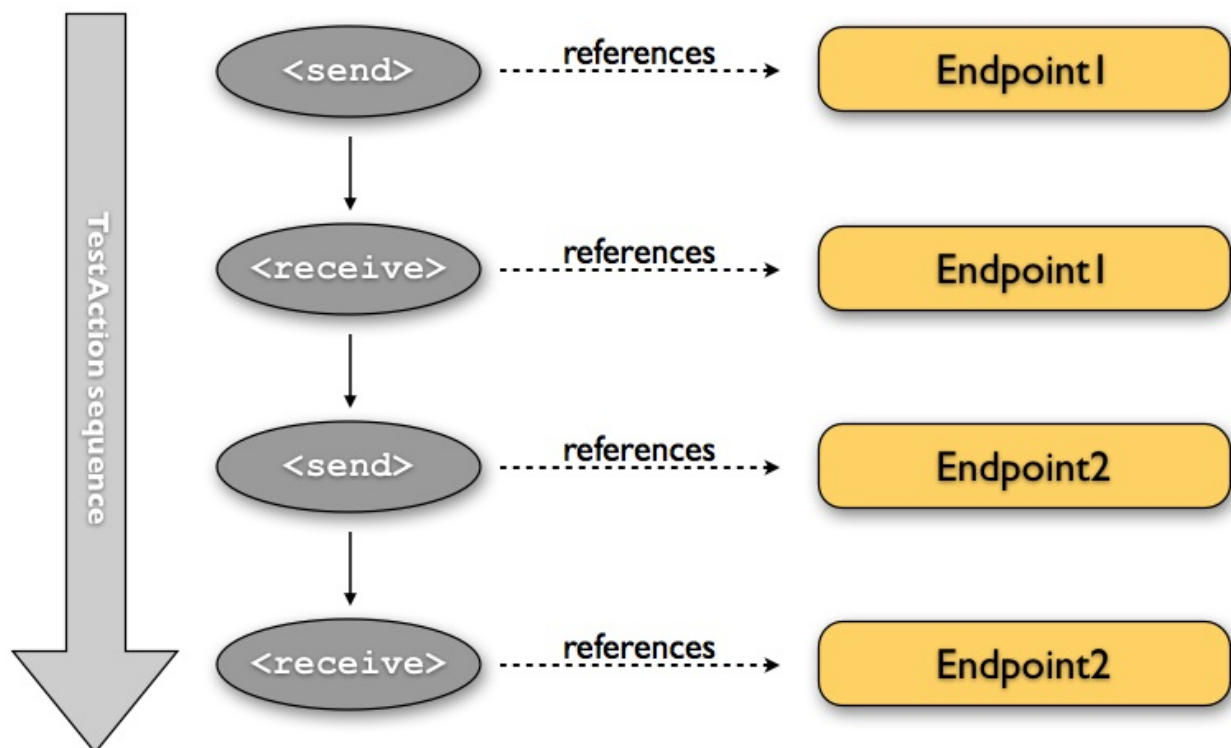 <send>
references
Endpoint1
<receive>
references
Endpoint1
TestAction sequence
<send>
references
Endpoint2
<receive>
references
Endpoint2